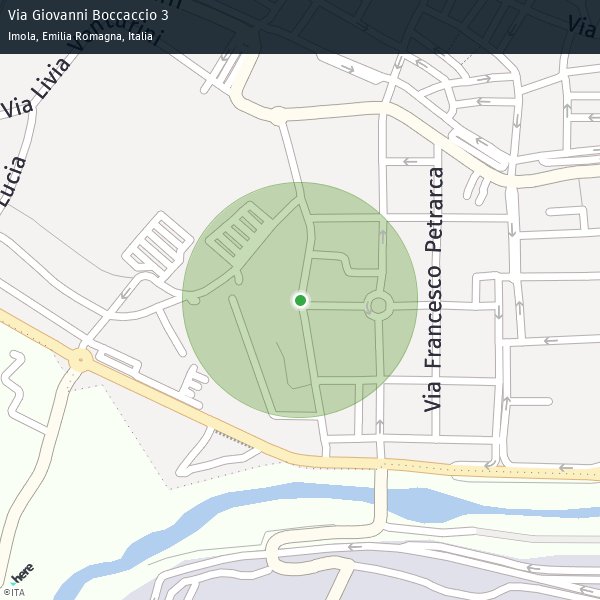 Via Giovanni Boccaccio 3
Imola, Emilia Romagna, Italia
Via Livia Venturini
Via
Lucia
Via Francesco Petrarca
here
©ITA